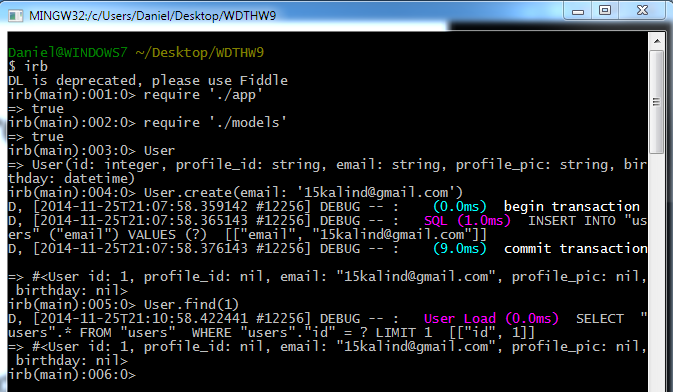 MINGW32:/c/Users/Daniel/Desktop/WDTHW9
Daniel@WINDOWS7 ~/Desktop/WDTHW9
$ irb
DL is deprecated, please use Fiddle
irb(main):001:0> require './app'
=> true
irb(main):002:0> require './models'
=> true
irb(main):003:0> User
=> User(id: integer, profile_id: string, email: string, profile_pic: string, bir
thday: datetime)
irb(main):004:0> User.create(email: '15kalind@gmail.com')
D, [2014-11-25T21:07:58.359142 #12256] DEBUG -- :    (0.0ms)  begin transaction
D, [2014-11-25T21:07:58.365143 #12256] DEBUG -- :   SQL (1.0ms)  INSERT INTO "us
ers" ("email") VALUES (?)  [["email", "15kalind@gmail.com"]]
D, [2014-11-25T21:07:58.376143 #12256] DEBUG -- :    (9.0ms)  commit transaction
=> #<User id: 1, profile_id: nil, email: "15kalind@gmail.com", profile_pic: nil,
 birthday: nil>
irb(main):005:0> User.find(1)
D, [2014-11-25T21:10:58.422441 #12256] DEBUG -- :   User Load (0.0ms)  SELECT  "
users".* FROM "users"  WHERE "users"."id" = ? LIMIT 1  [["id", 1]]
=> #<User id: 1, profile_id: nil, email: "15kalind@gmail.com", profile_pic: nil,
 birthday: nil>
irb(main):006:0>